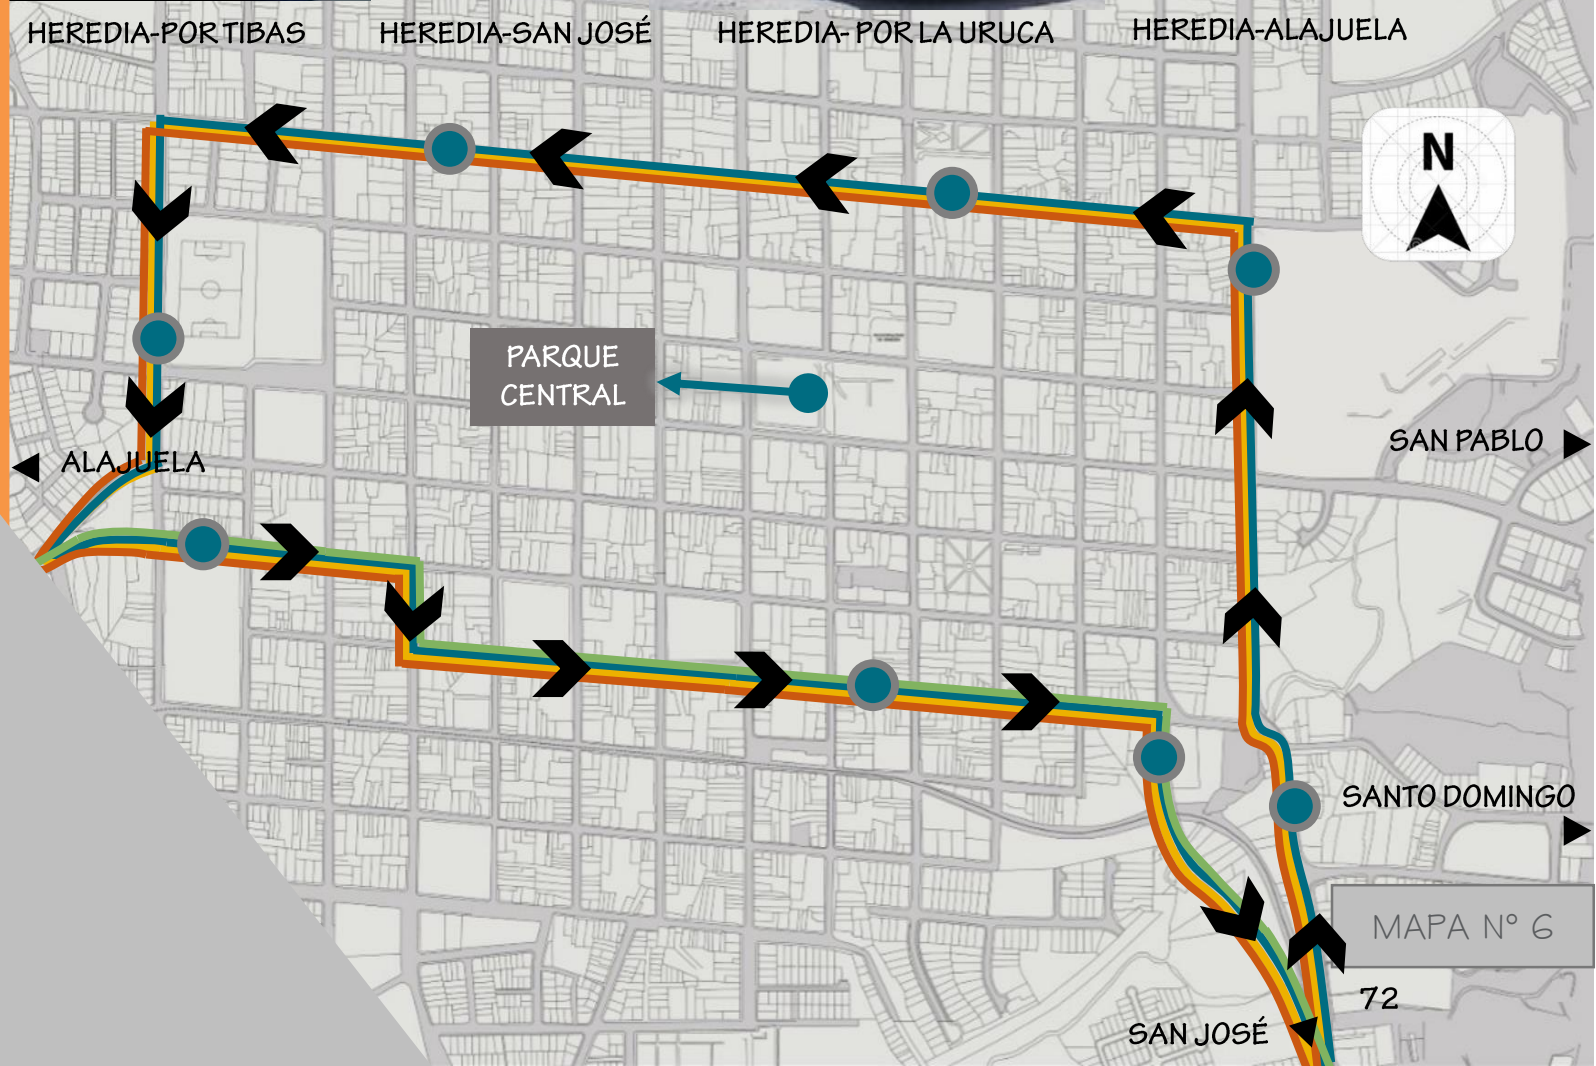 HEREDIA-POR TIBAS
HEREDIA-SAN JOSÉ
HEREDIA- POR LA URUCA
HEREDIA-ALAJUELA
N
PARQUE
CENTRAL
SAN PABLO
ALAJUELA
SANTO DOMINGO
MAPA N° 6
72
SAN JOSÉ